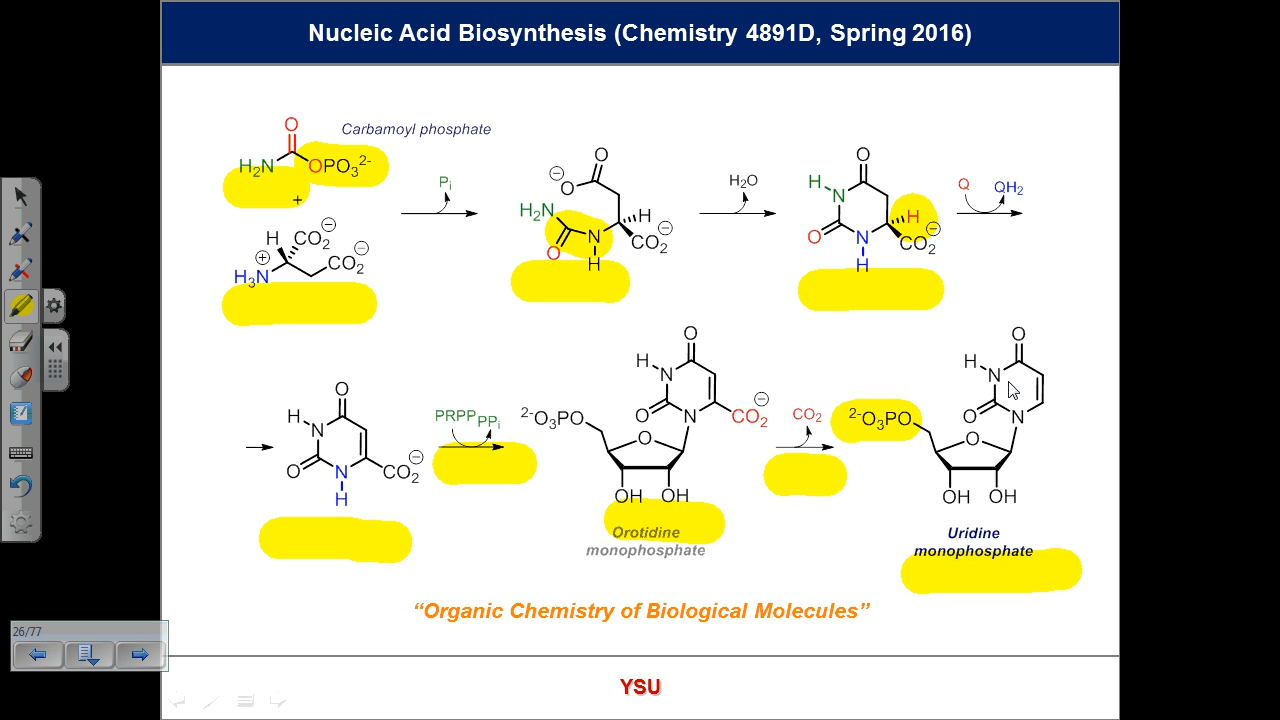 Nucleic Acid Biosynthesis (Chemistry 4891D, Spring 2016)
O
Carbamoyl phosphate
H₂N OPO₃²⁻
+
H CO₂⊖
H₃N⊕ CO₂⊖
Pᵢ
O
⊖O
H₂N H
O N CO₂⊖
H
H₂O
O
H N
H
O N CO₂⊖
H
Q QH₂
O
H N
O N CO₂⊖
H
PRPP PPᵢ
O
H N
O N CO₂⊖
²⁻O₃PO O
OH OH
Orotidine
monophosphate
CO₂
O
H N
O N
²⁻O₃PO O
OH OH
Uridine
monophosphate
“Organic Chemistry of Biological Molecules”
26/77
YSU